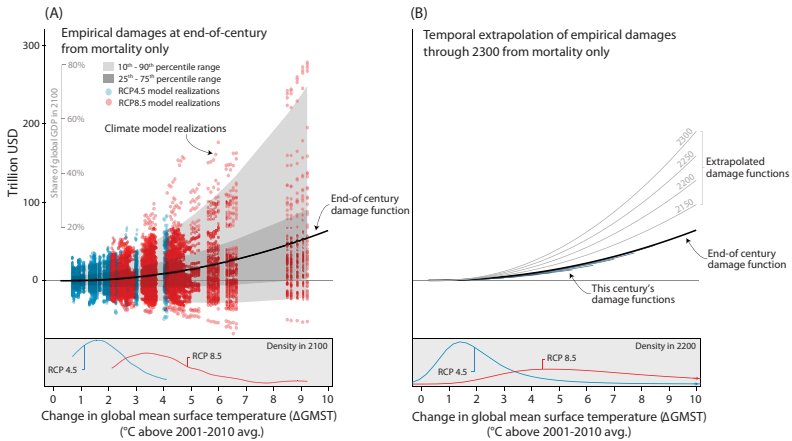 (A)
Empirical damages at end-of-century
from mortality only
300
200
100
0
Trillion USD
80%
60%
40%
20%
Share of global GDP in 2100
10th - 90th percentile range
25th - 75th percentile range
RCP4.5 model realizations
RCP8.5 model realizations
Climate model realizations
End-of century
damage function
Density in 2100
RCP 4.5
RCP 8.5
0 1 2 3 4 5 6 7 8 9 10
Change in global mean surface temperature (ΔGMST)
(°C above 2001-2010 avg.)
(B)
Temporal extrapolation of empirical damages
through 2300 from mortality only
2300
2250
2200
2150
Extrapolated
damage functions
End-of century
damage function
This century's
damage functions
Density in 2200
RCP 4.5
RCP 8.5
0 1 2 3 4 5 6 7 8 9 10
Change in global mean surface temperature (ΔGMST)
(°C above 2001-2010 avg.)